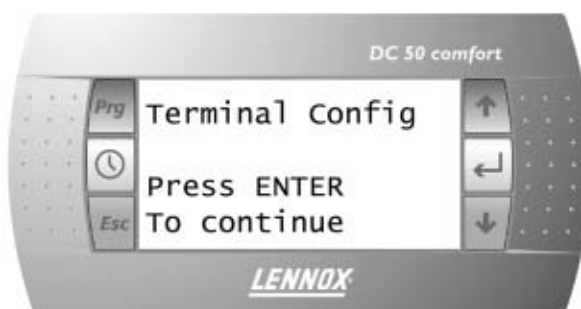 DC 50 comfort
Prg
Terminal Config
Press ENTER
Esc
To continue
LENNOX